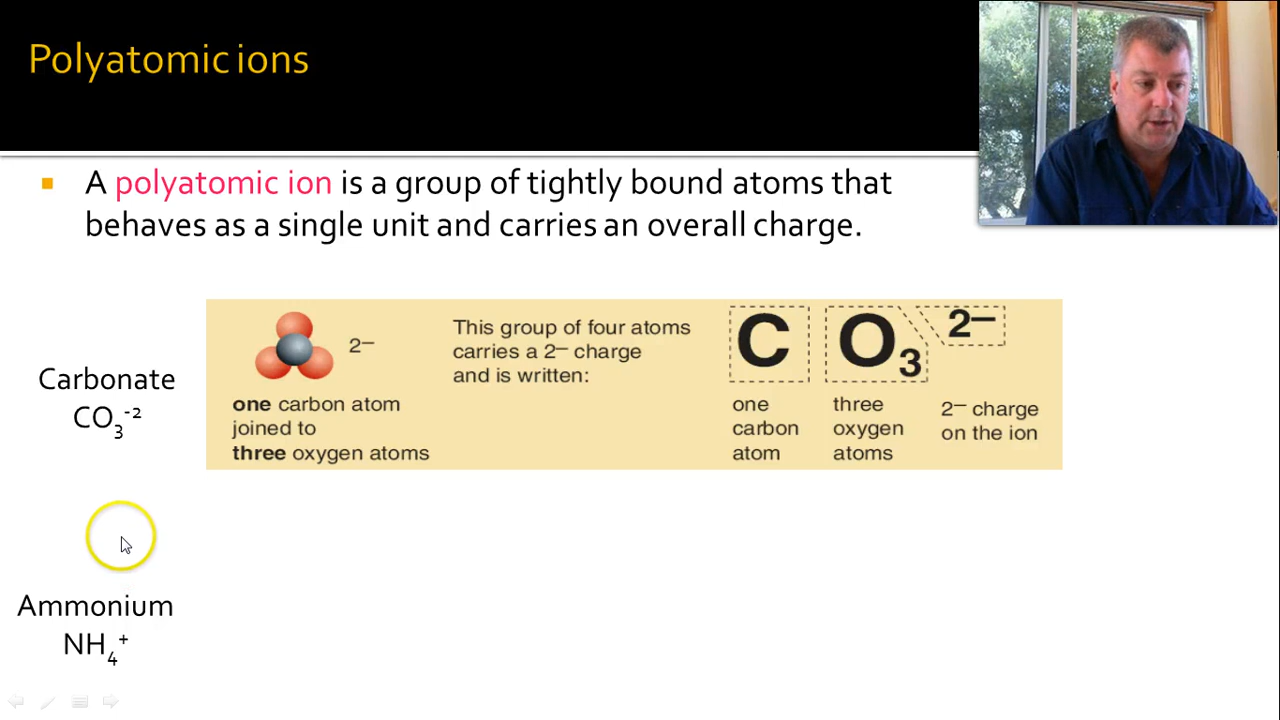 Polyatomic ions
A polyatomic ion is a group of tightly bound atoms that
behaves as a single unit and carries an overall charge.
Carbonate
CO₃⁻²
2−
one carbon atom
joined to
three oxygen atoms
This group of four atoms
carries a 2− charge
and is written:
C O₃ ²⁻
one
carbon
atom
three
oxygen
atoms
2− charge
on the ion
Ammonium
NH₄⁺